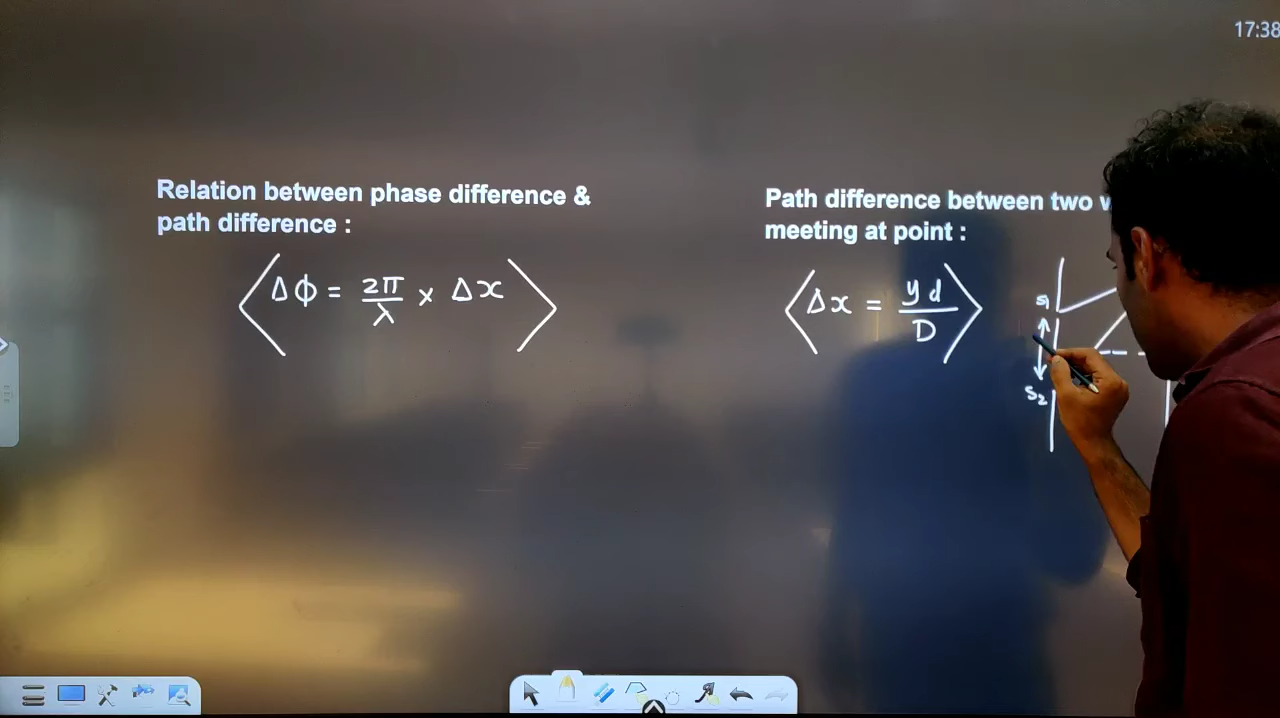 17:38
Relation between phase difference &
path difference :
Δϕ = 2π/λ × Δx
Path difference between two
meeting at point :
Δx = yd/D
S1
S2